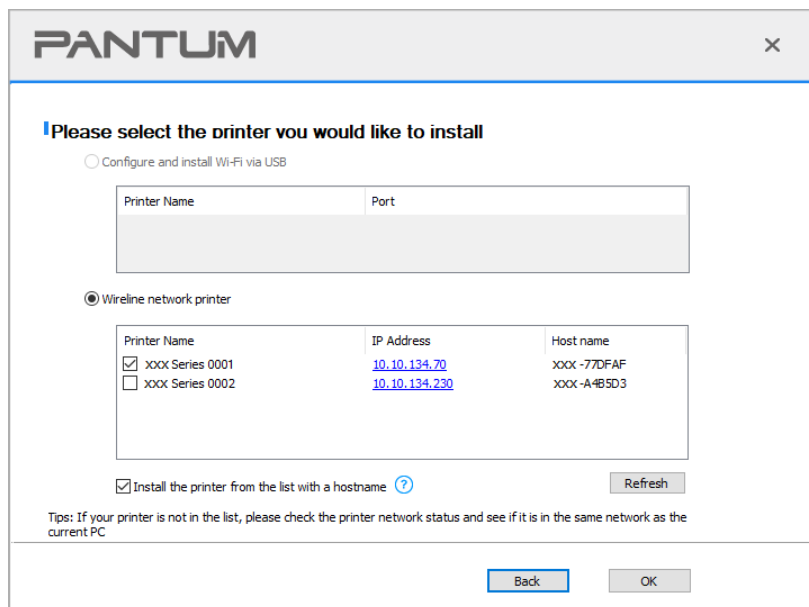 PANTUM
Please select the printer you would like to install
Configure and install Wi-Fi via USB
Printer Name Port
Wireline network printer
Printer Name IP Address Host name
XXX Series 0001 10.10.134.70 XXX -77DFAF
XXX Series 0002 10.10.134.230 XXX -A4B5D3
Install the printer from the list with a hostname ? Refresh
Tips: If your printer is not in the list, please check the printer network status and see if it is in the same network as the
current PC
Back OK